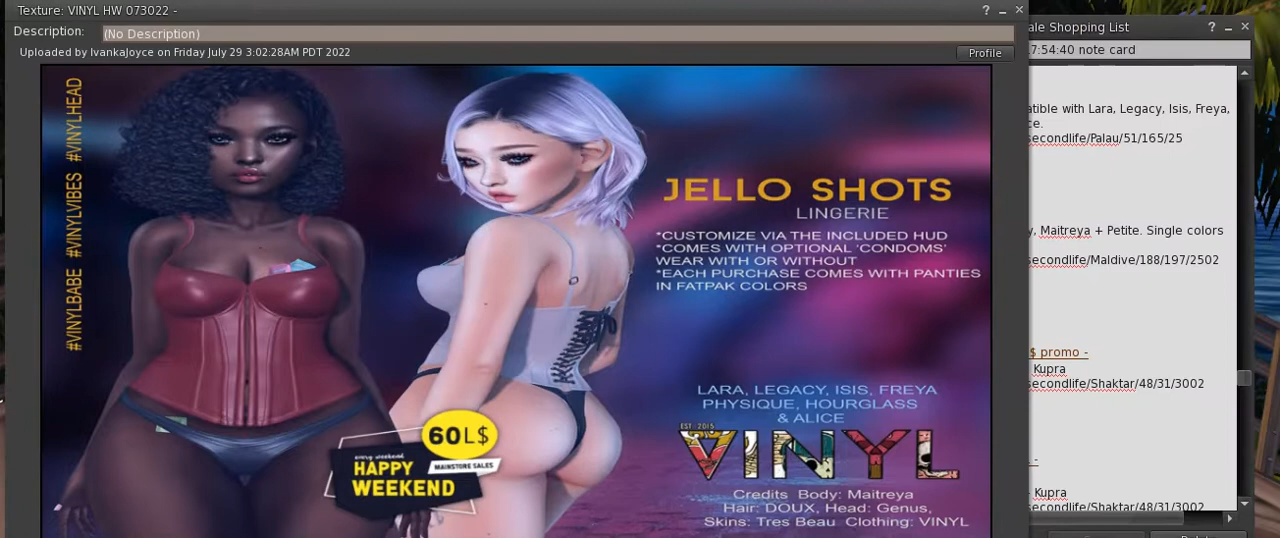 Texture: VINYL HW 073022 -
? _ ×
Description: (No Description)
Uploaded by IvankaJoyce on Friday July 29 3:02:28AM PDT 2022
Profile
#VINYLBABE #VINYLVIBES #VINYLHEAD
JELLO SHOTS
LINGERIE
*CUSTOMIZE VIA THE INCLUDED HUD
*COMES WITH OPTIONAL 'CONDOMS'
WEAR WITH OR WITHOUT
*EACH PURCHASE COMES WITH PANTIES
IN FATPAK COLORS
LARA, LEGACY, ISIS, FREYA
PHYSIQUE, HOURGLASS
& ALICE
EST. 2015
VINYL
Credits Body: Maitreya
Hair: DOUX, Head: Genus,
Skins: Tres Beau Clothing: VINYL
60L$
every weekend
HAPPY
WEEKEND
MAINSTORE SALES
ale Shopping List
? _ ×
7:54:40 note card
atible with Lara, Legacy, Isis, Freya,
ce.
secondlife/Palau/51/165/25
y, Maitreya + Petite. Single colors
secondlife/Maldive/188/197/2502
$ promo -
Kupra
secondlife/Shaktar/48/31/3002
-
- Kupra
secondlife/Shaktar/48/31/3002